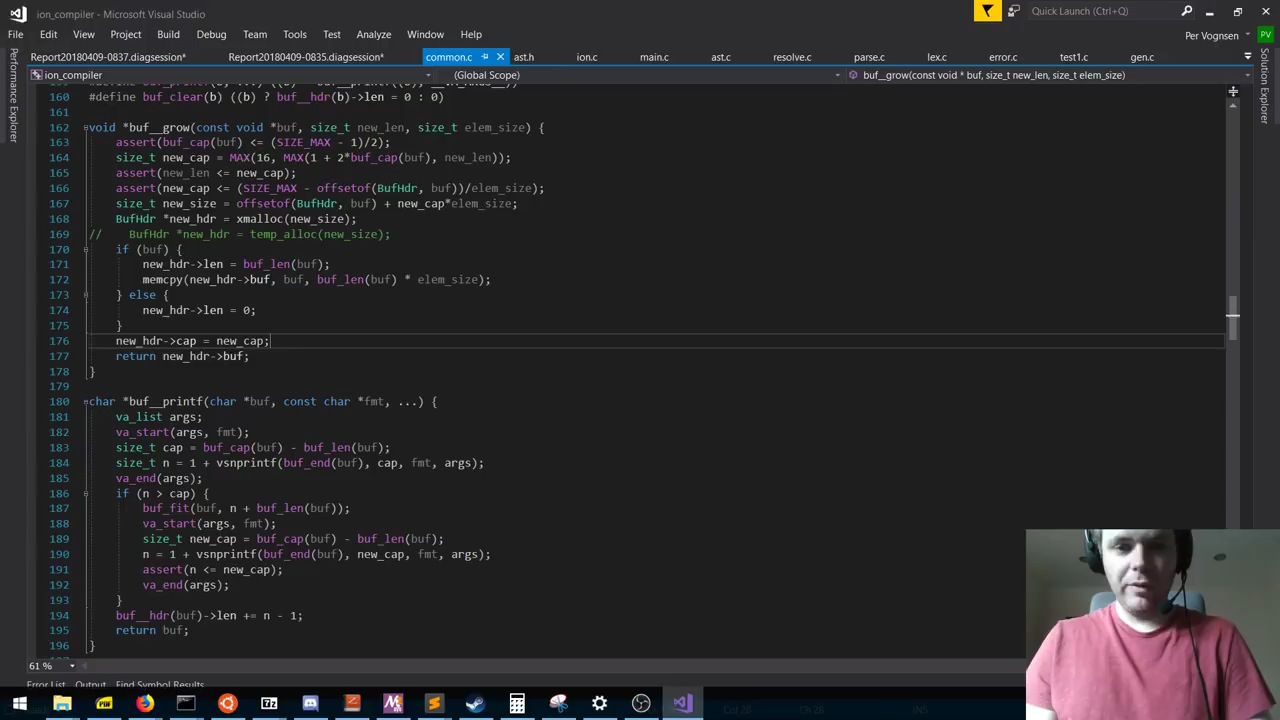 ion_compiler - Microsoft Visual Studio
Quick Launch (Ctrl+Q)
File Edit View Project Build Debug Team Tools Test Analyze Window Help
Per Vognsen PV
Report20180409-0837.diagsession* Report20180409-0835.diagsession* common.c ast.h ion.c main.c ast.c resolve.c parse.c lex.c error.c test1.c gen.c
ion_compiler (Global Scope) buf__grow(const void * buf, size_t new_len, size_t elem_size)
Performance Explorer
Solution Explorer
160 #define buf_clear(b) ((b) ? buf__hdr(b)->len = 0 : 0)
161
162 void *buf__grow(const void *buf, size_t new_len, size_t elem_size) {
163 assert(buf_cap(buf) <= (SIZE_MAX - 1)/2);
164 size_t new_cap = MAX(16, MAX(1 + 2*buf_cap(buf), new_len));
165 assert(new_len <= new_cap);
166 assert(new_cap <= (SIZE_MAX - offsetof(BufHdr, buf))/elem_size);
167 size_t new_size = offsetof(BufHdr, buf) + new_cap*elem_size;
168 BufHdr *new_hdr = xmalloc(new_size);
169 // BufHdr *new_hdr = temp_alloc(new_size);
170 if (buf) {
171 new_hdr->len = buf_len(buf);
172 memcpy(new_hdr->buf, buf, buf_len(buf) * elem_size);
173 } else {
174 new_hdr->len = 0;
175 }
176 new_hdr->cap = new_cap;
177 return new_hdr->buf;
178 }
179
180 char *buf__printf(char *buf, const char *fmt, ...) {
181 va_list args;
182 va_start(args, fmt);
183 size_t cap = buf_cap(buf) - buf_len(buf);
184 size_t n = 1 + vsnprintf(buf_end(buf), cap, fmt, args);
185 va_end(args);
186 if (n > cap) {
187 buf_fit(buf, n + buf_len(buf));
188 va_start(args, fmt);
189 size_t new_cap = buf_cap(buf) - buf_len(buf);
190 n = 1 + vsnprintf(buf_end(buf), new_cap, fmt, args);
191 assert(n <= new_cap);
192 va_end(args);
193 }
194 buf__hdr(buf)->len += n - 1;
195 return buf;
196 }
61 %
Error List Output Find Symbol Results